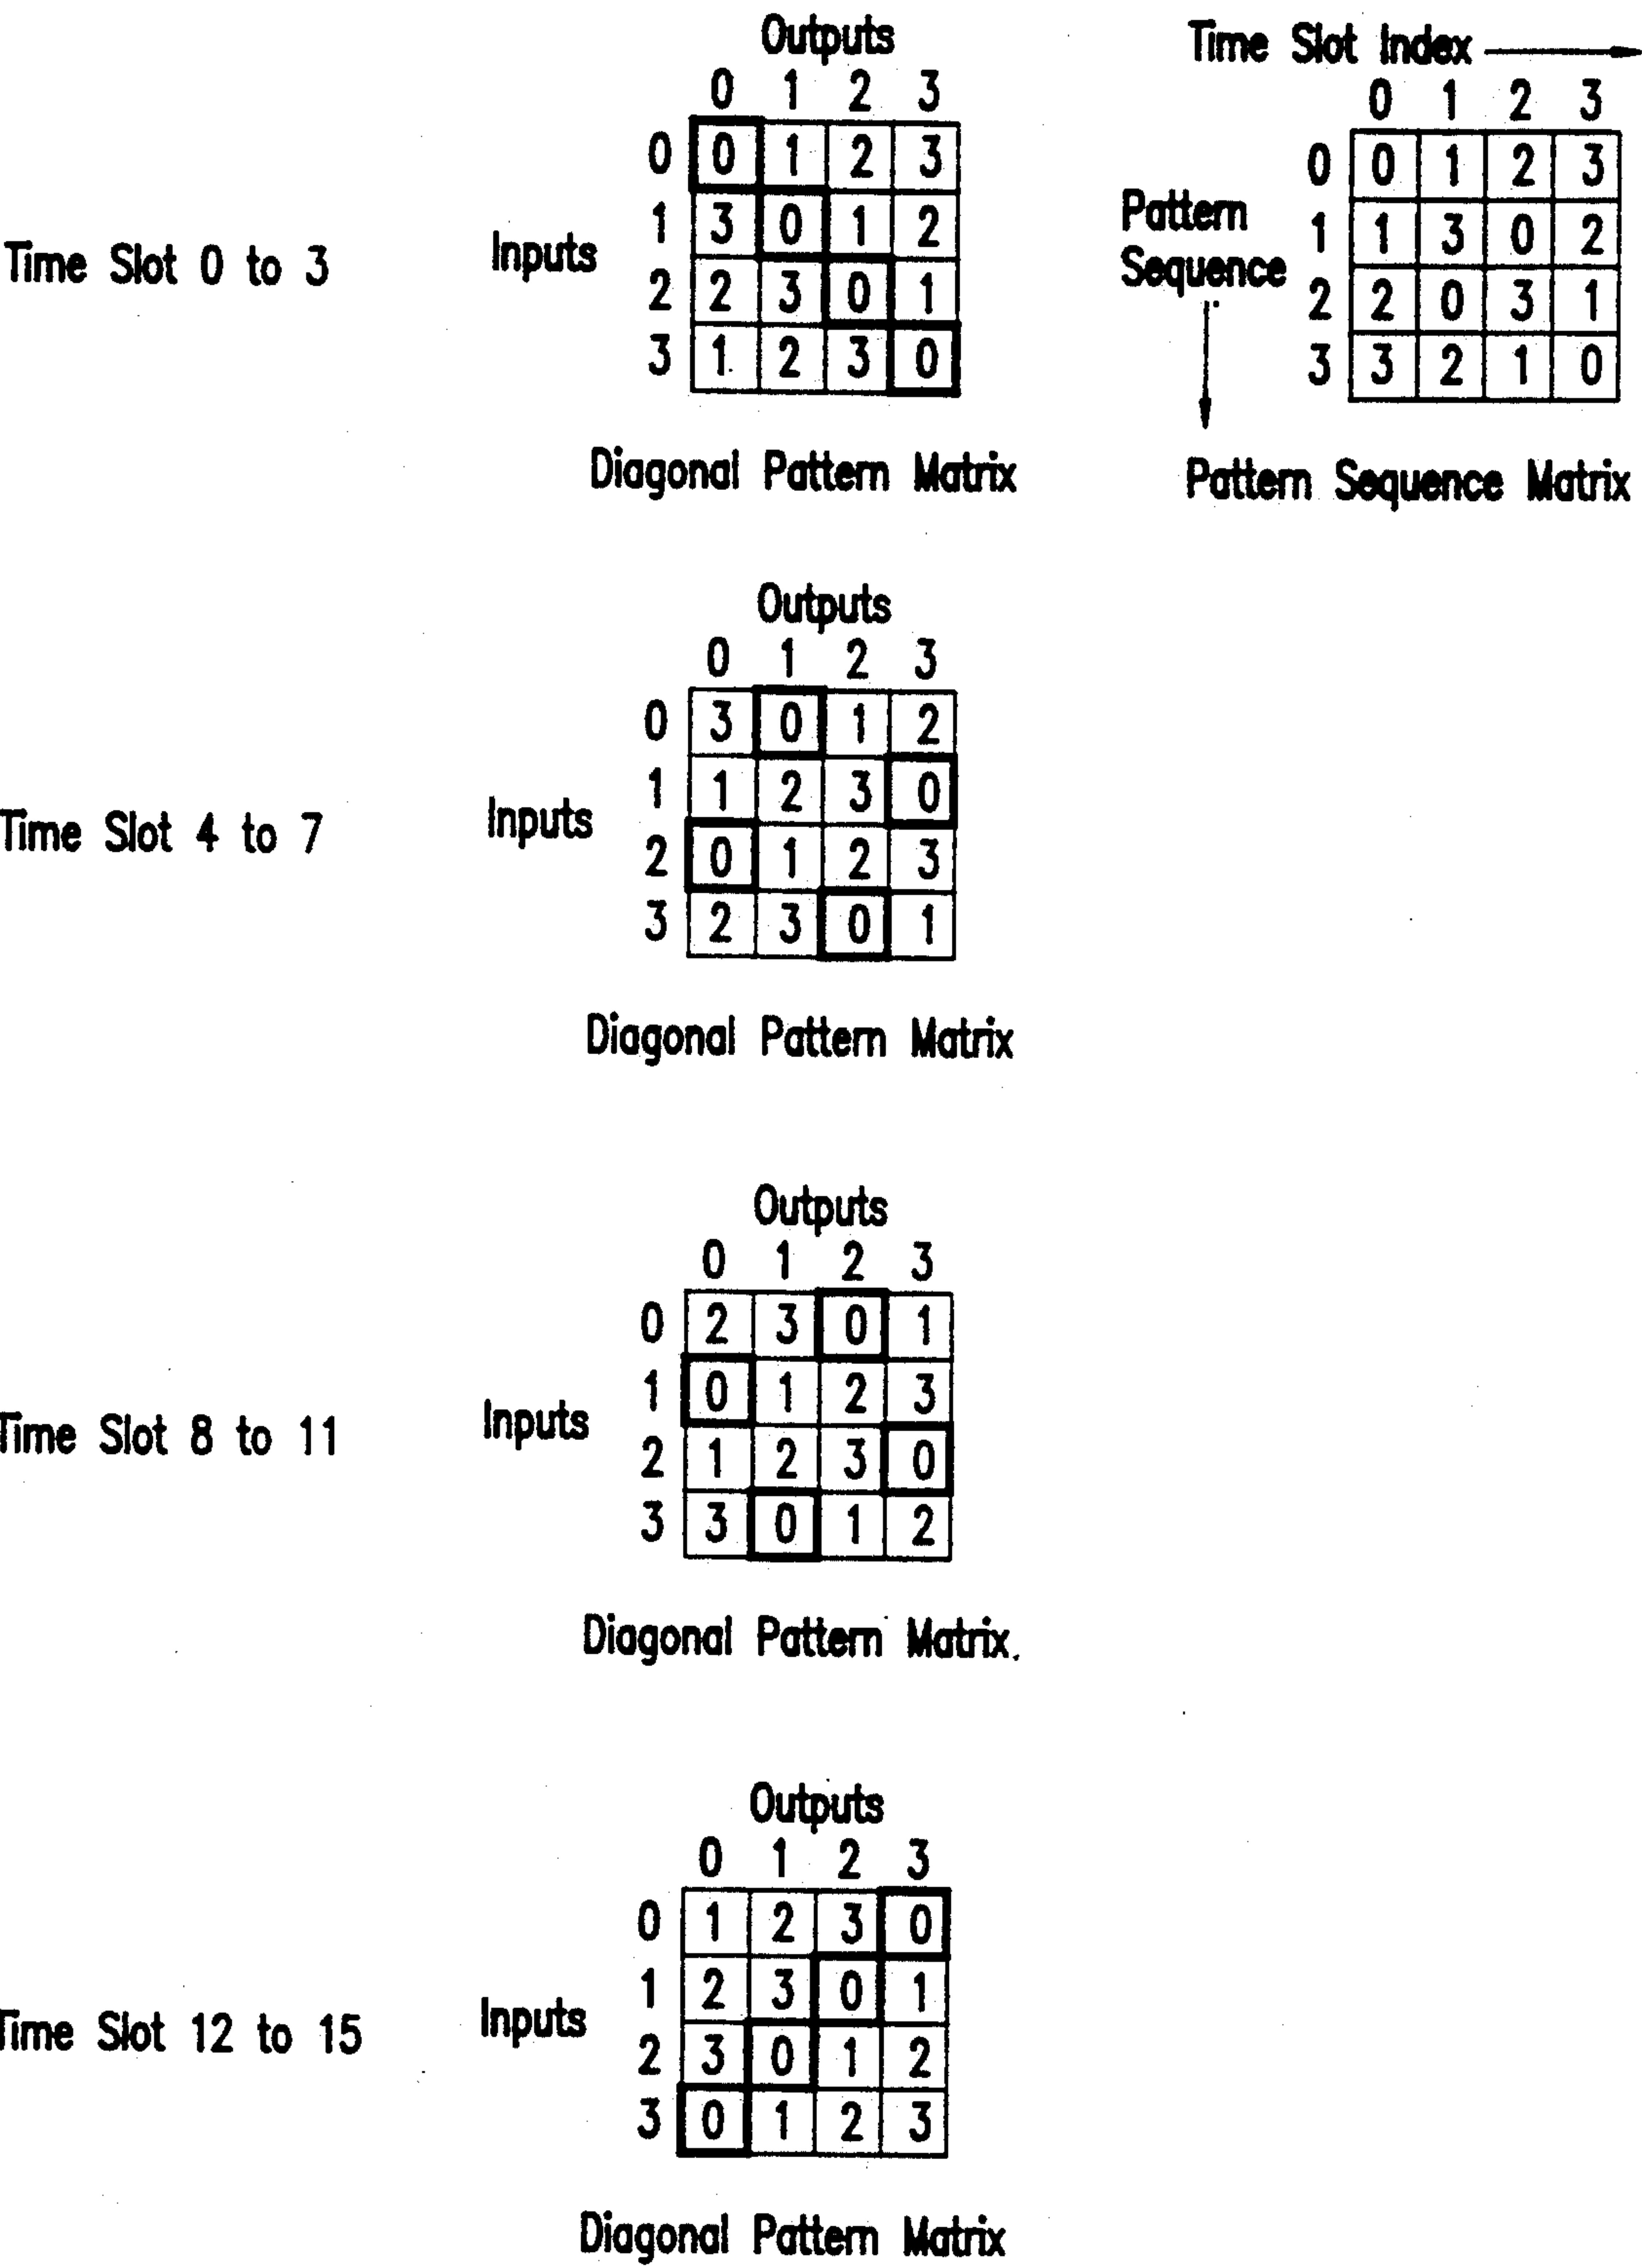 Outputs
0 1 2 3
Time Slot 0 to 3
Inputs
0 0 1 2 3
1 3 0 1 2
2 2 3 0 1
3 1 2 3 0
Diagonal Pattern Matrix
Time Slot Index
0 1 2 3
Pattern
Sequence
0 0 1 2 3
1 1 3 0 2
2 2 0 3 1
3 3 2 1 0
Pattern Sequence Matrix
Outputs
0 1 2 3
Time Slot 4 to 7
Inputs
0 3 0 1 2
1 1 2 3 0
2 0 1 2 3
3 2 3 0 1
Diagonal Pattern Matrix
Outputs
0 1 2 3
Time Slot 8 to 11
Inputs
0 2 3 0 1
1 0 1 2 3
2 1 2 3 0
3 3 0 1 2
Diagonal Pattern Matrix
Outputs
0 1 2 3
Time Slot 12 to 15
Inputs
0 1 2 3 0
1 2 3 0 1
2 3 0 1 2
3 0 1 2 3
Diagonal Pattern Matrix